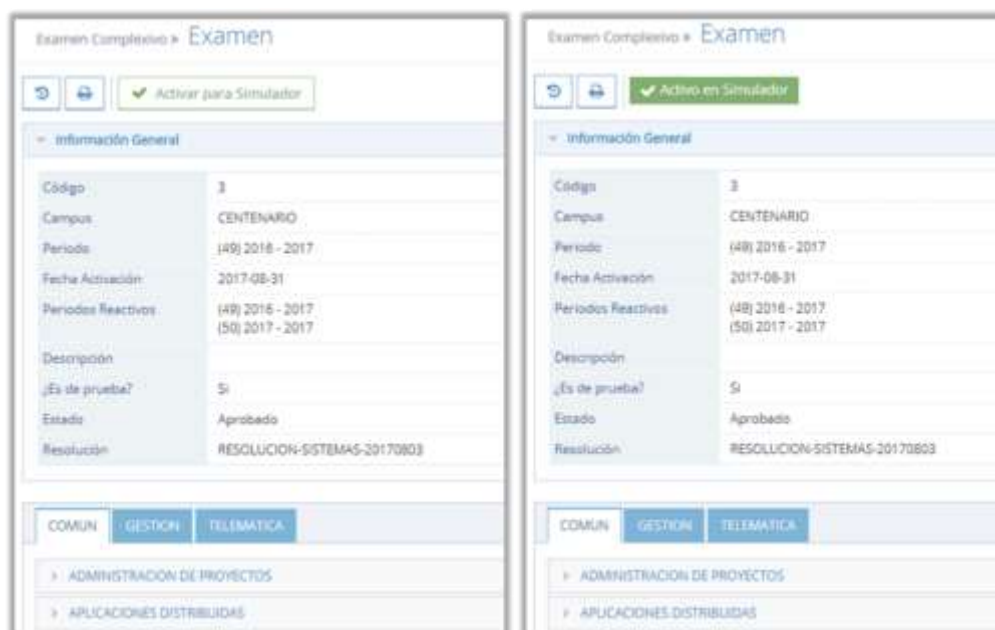 Examen Complexivo » Examen
Activar para Simulador
Información General
Código 3
Campus CENTENARIO
Periodo (49) 2016 - 2017
Fecha Activación 2017-08-31
Periodos Reactivos (49) 2016 - 2017
(50) 2017 - 2017
Descripción
¿Es de prueba? Si
Estado Aprobado
Resolución RESOLUCION-SISTEMAS-20170803
COMUN GESTION TELEMATICA
ADMINISTRACION DE PROYECTOS
APLICACIONES DISTRIBUIDAS
Examen Complexivo » Examen
Activo en Simulador
Información General
Código 3
Campus CENTENARIO
Periodo (49) 2016 - 2017
Fecha Activación 2017-08-31
Periodos Reactivos (49) 2016 - 2017
(50) 2017 - 2017
Descripción
¿Es de prueba? Si
Estado Aprobado
Resolución RESOLUCION-SISTEMAS-20170803
COMUN GESTION TELEMATICA
ADMINISTRACION DE PROYECTOS
APLICACIONES DISTRIBUIDAS